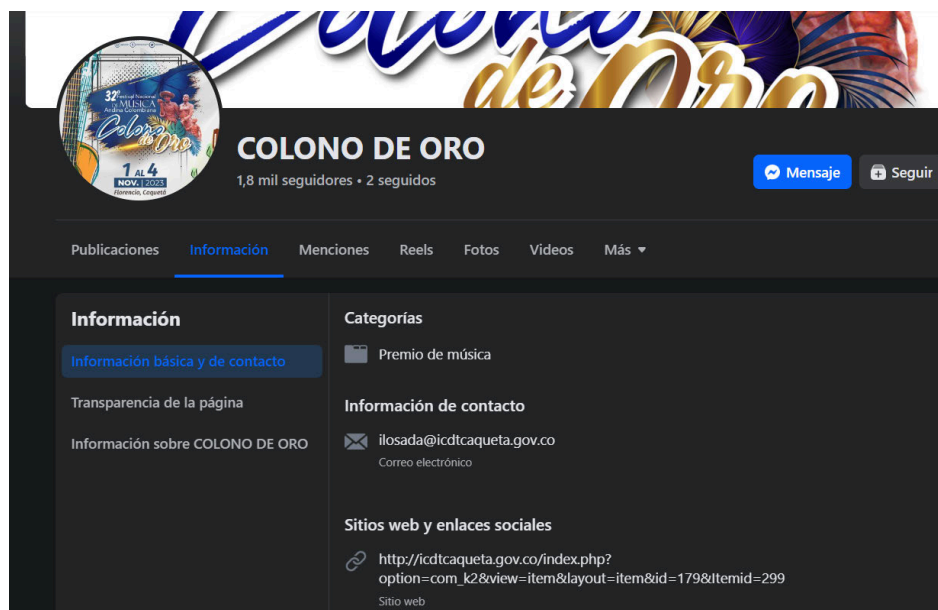 Colono
de Oro
32º Festival Nacional
de MÚSICA
Andina Colombiana
Colono
de Oro
1 AL 4
NOV. | 2023
Florencia, Caquetá
COLONO DE ORO
1,8 mil seguidores • 2 seguidos
Mensaje
Seguir
Publicaciones
Información
Menciones
Reels
Fotos
Videos
Más
Información
Información básica y de contacto
Transparencia de la página
Información sobre COLONO DE ORO
Categorías
Premio de música
Información de contacto
ilosada@icdtcaqueta.gov.co
Correo electrónico
Sitios web y enlaces sociales
http://icdtcaqueta.gov.co/index.php?
option=com_k2&view=item&layout=item&id=179&Itemid=299
Sitio web